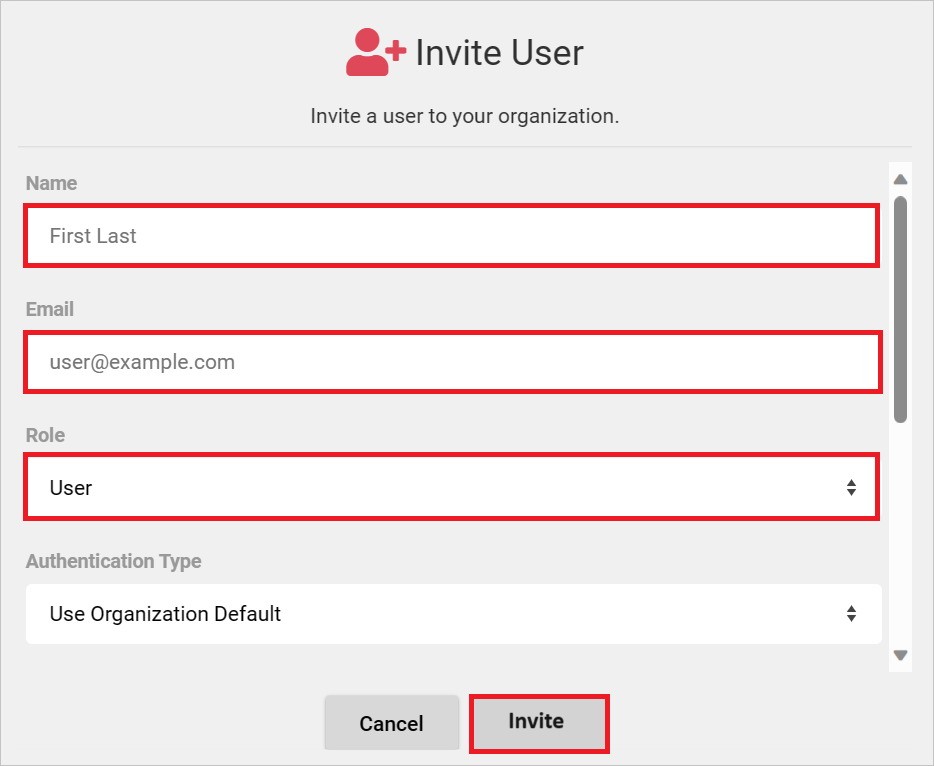 Invite User
Invite a user to your organization.
Name
First Last
Email
user@example.com
Role
User
Authentication Type
Use Organization Default
Cancel
Invite